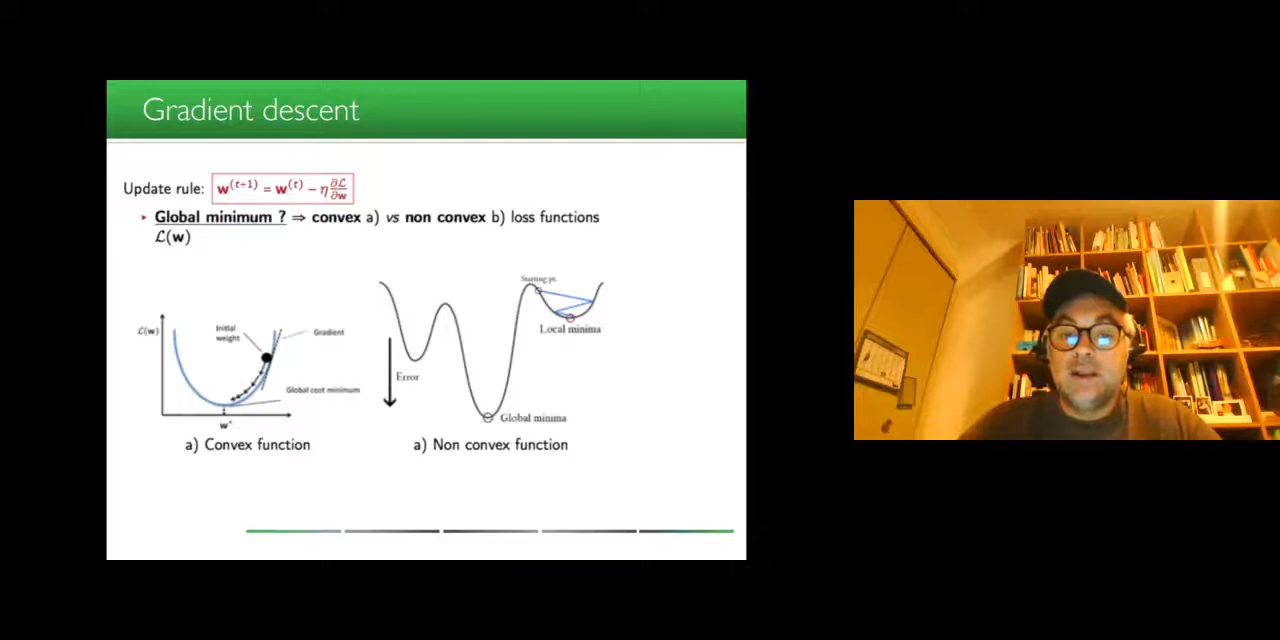 Gradient descent
Update rule: w^(t+1) = w^(t) − η ∂ℒ/∂w
▸ Global minimum ? ⇒ convex a) vs non convex b) loss functions
ℒ(w)
Starting pt.
Local minima
ℒ(w)
Initial
weight
Gradient
Global cost minimum
w*
Error
Global minima
a) Convex function
a) Non convex function